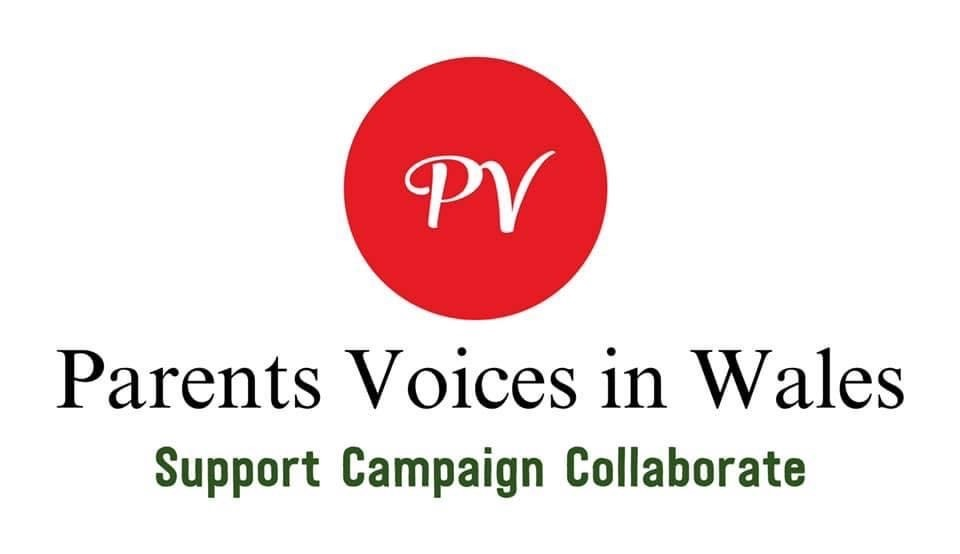 PV
Parents Voices in Wales
Support Campaign Collaborate